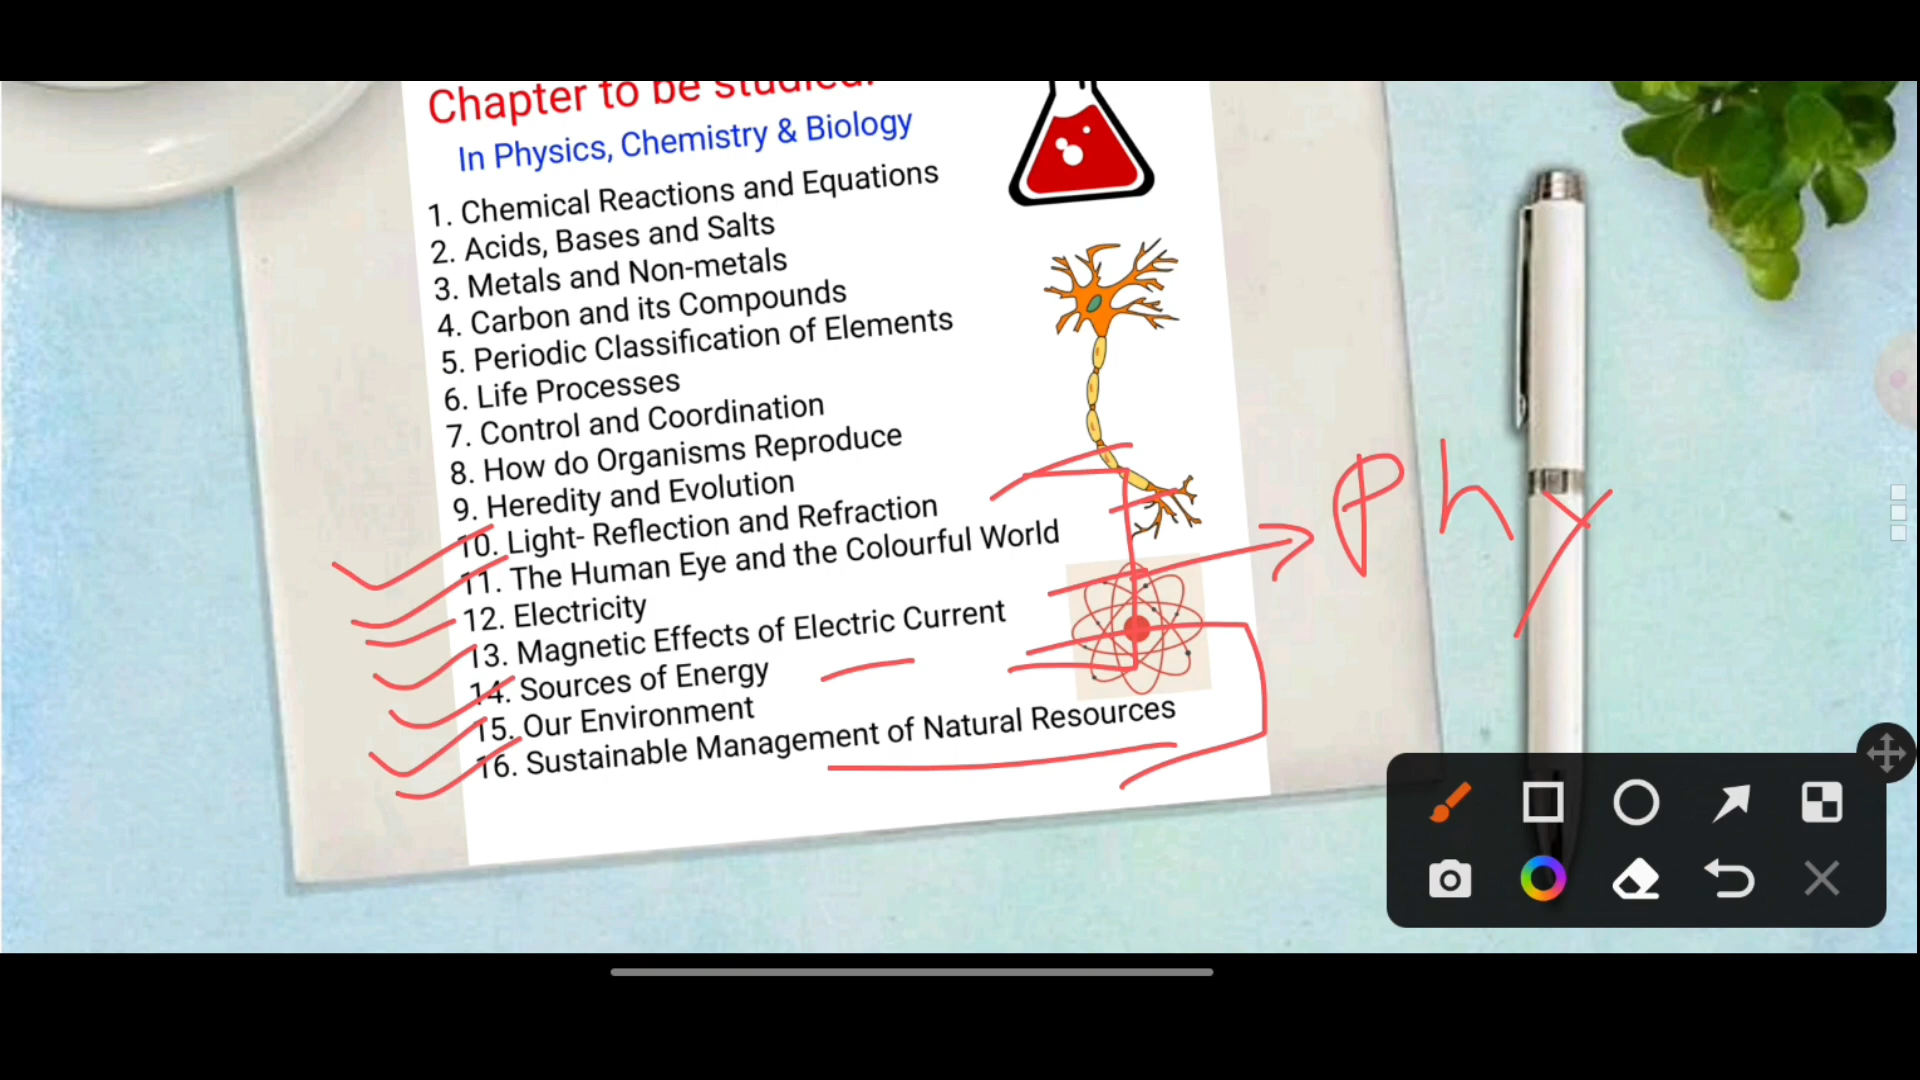 Chapter to be studied:
In Physics, Chemistry & Biology
1. Chemical Reactions and Equations
2. Acids, Bases and Salts
3. Metals and Non-metals
4. Carbon and its Compounds
5. Periodic Classification of Elements
6. Life Processes
7. Control and Coordination
8. How do Organisms Reproduce
9. Heredity and Evolution
10. Light- Reflection and Refraction
11. The Human Eye and the Colourful World
12. Electricity
13. Magnetic Effects of Electric Current
14. Sources of Energy
15. Our Environment
16. Sustainable Management of Natural Resources
Phy